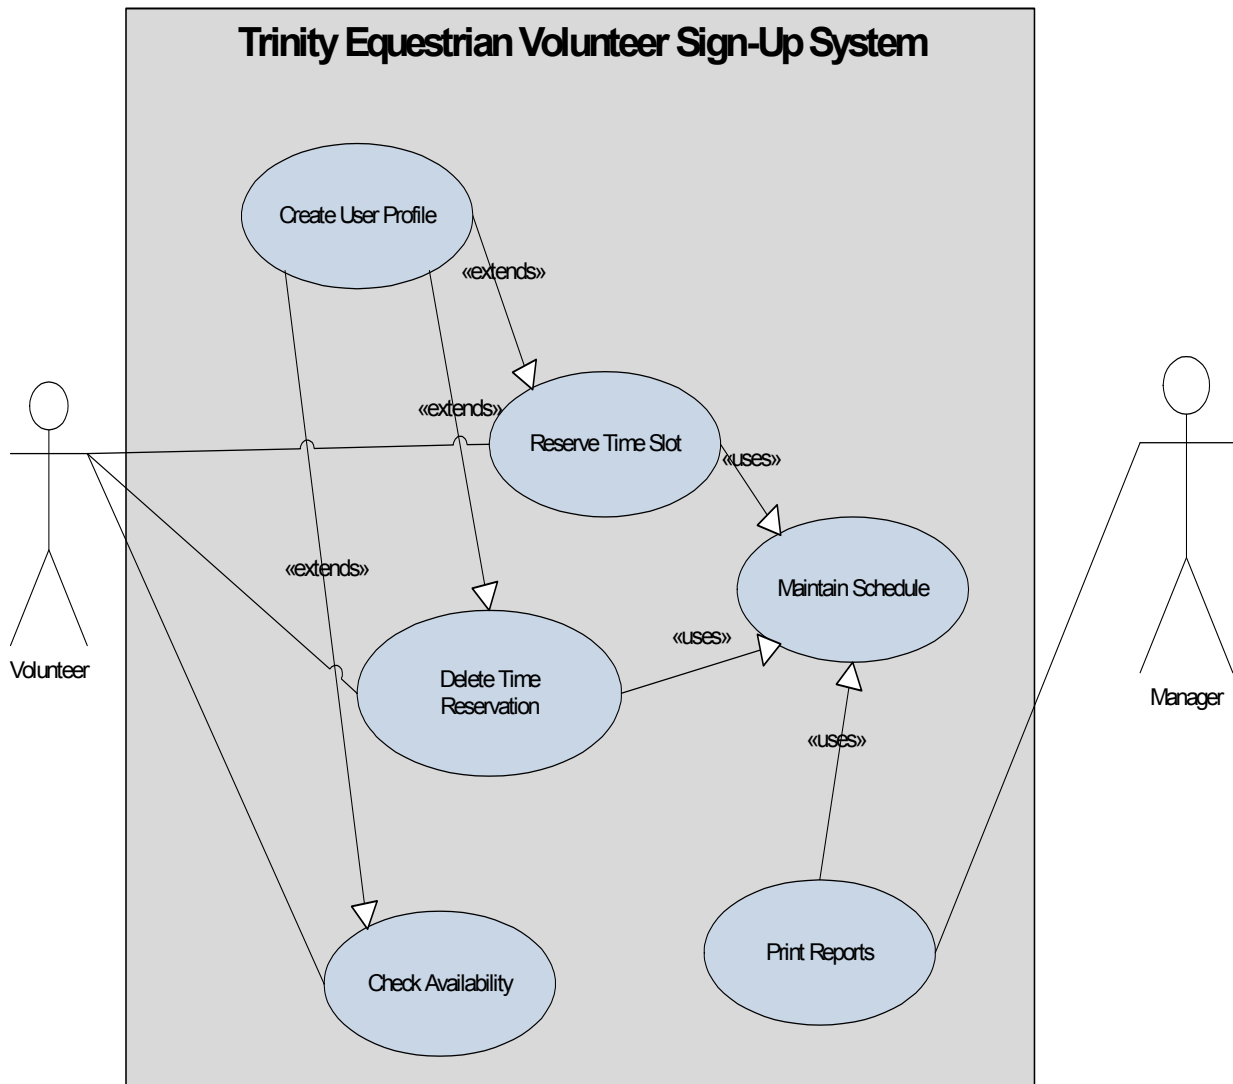 Trinity Equestrian Volunteer Sign-Up System
Create User Profile
«extends»
«extends»
Reserve Time Slot
«uses»
«extends»
Maintain Schedule
«uses»
Volunteer
Delete Time
Reservation
Manager
«uses»
Print Reports
Check Availability